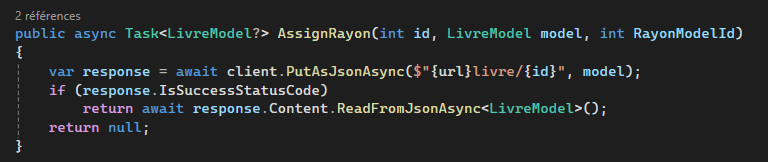 2 références
public async Task<LivreModel?> AssignRayon(int id, LivreModel model, int RayonModelId)
{
    var response = await client.PutAsJsonAsync($"{url}livre/{id}", model);
    if (response.IsSuccessStatusCode)
        return await response.Content.ReadFromJsonAsync<LivreModel>();
    return null;
}